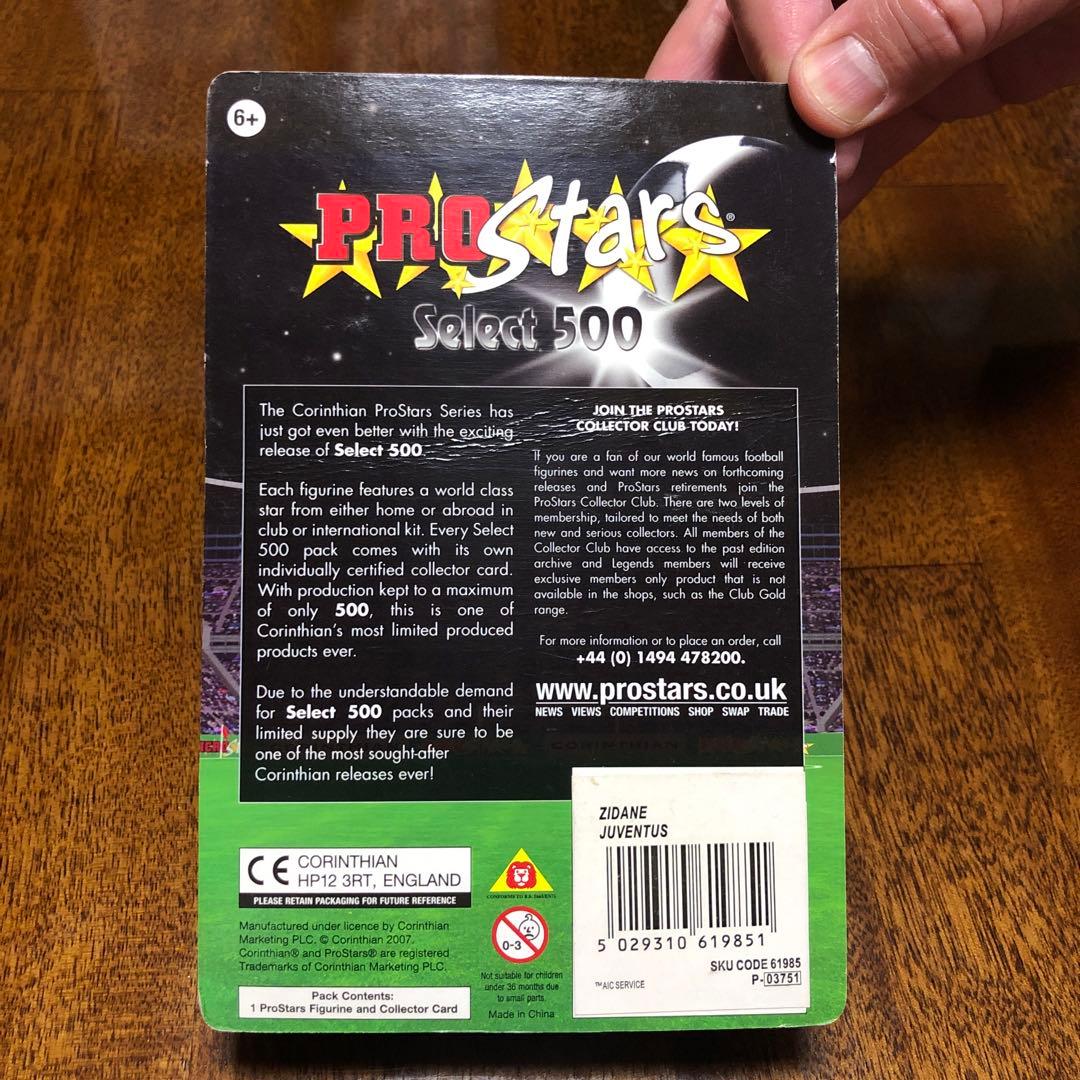 6+
PROStars®
Select 500
The Corinthian ProStars Series has
just got even better with the exciting
release of Select 500.
Each figurine features a world class
star from either home or abroad in
club or international kit. Every Select
500 pack comes with its own
individually certified collector card.
With production kept to a maximum
of only 500, this is one of
Corinthian's most limited produced
products ever.
Due to the understandable demand
for Select 500 packs and their
limited supply they are sure to be
one of the most sought-after
Corinthian releases ever!
JOIN THE PROSTARS
COLLECTOR CLUB TODAY!
If you are a fan of our world famous football
figurines and want more news on forthcoming
releases and ProStars retirements join the
ProStars Collector Club. There are two levels of
membership, tailored to meet the needs of both
new and serious collectors. All members of the
Collector Club have access to the past edition
archive and Legends members will receive
exclusive members only product that is not
available in the shops, such as the Club Gold
range.
For more information or to place an order, call
+44 (0) 1494 478200.
www.prostars.co.uk
NEWS VIEWS COMPETITIONS SHOP SWAP TRADE
CORINTHIAN
CE CORINTHIAN
HP12 3RT, ENGLAND
PLEASE RETAIN PACKAGING FOR FUTURE REFERENCE
Manufactured under licence by Corinthian
Marketing PLC. © Corinthian 2007.
Corinthian® and ProStars® are registered
Trademarks of Corinthian Marketing PLC.
Pack Contents:
1 ProStars Figurine and Collector Card
0-3
Not suitable for children
under 36 months due
to small parts.
Made in China
ZIDANE
JUVENTUS
5 029310 619851
SKU CODE 61985
P-03751
™AIC SERVICE